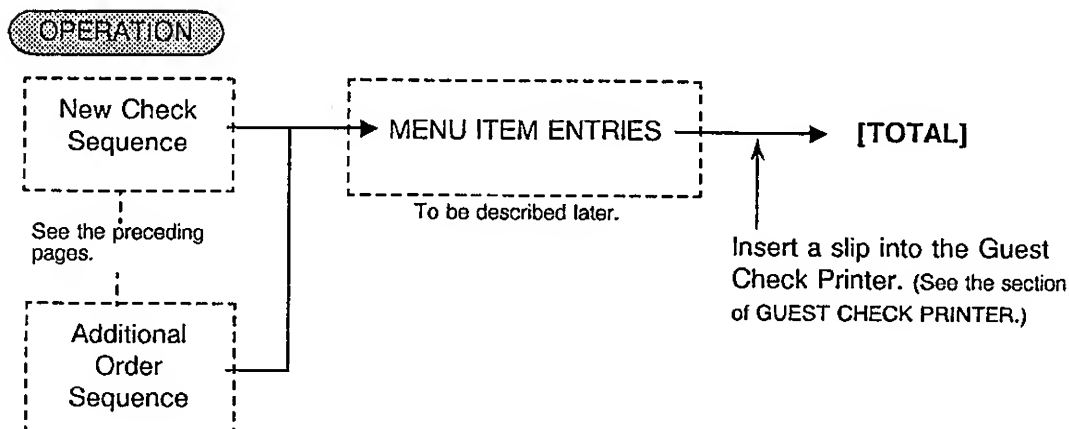 OPERATION
New Check
Sequence
See the preceding
pages.
Additional
Order
Sequence
MENU ITEM ENTRIES
To be described later.
[TOTAL]
Insert a slip into the Guest
Check Printer. (See the section
of GUEST CHECK PRINTER.)